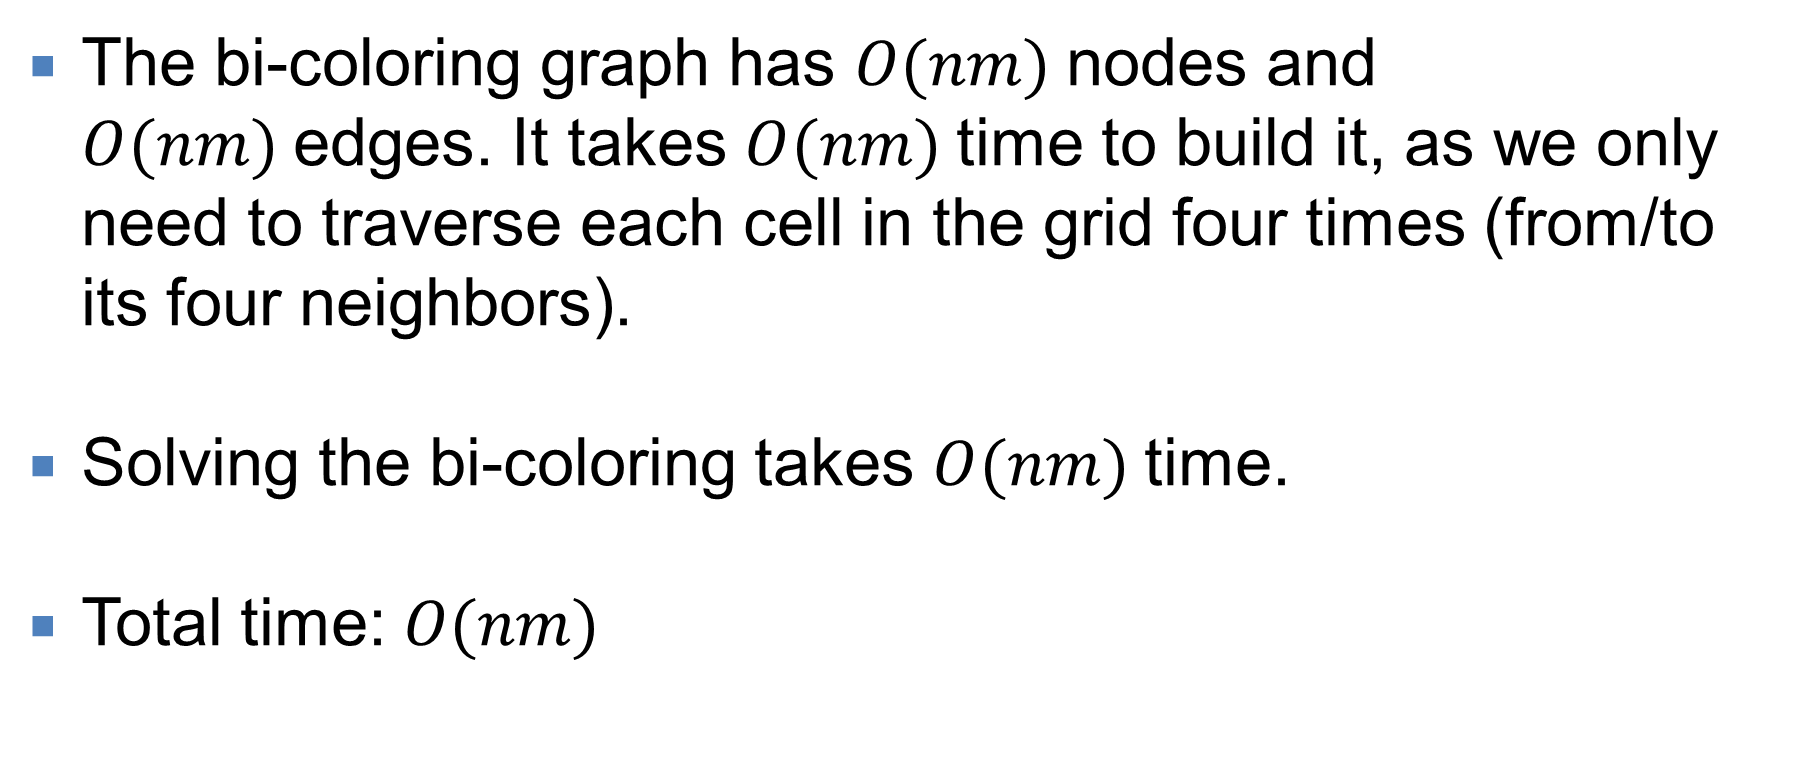 ▪ The bi-coloring graph has O(nm) nodes and
O(nm) edges. It takes O(nm) time to build it, as we only
need to traverse each cell in the grid four times (from/to
its four neighbors).
▪ Solving the bi-coloring takes O(nm) time.
▪ Total time: O(nm)